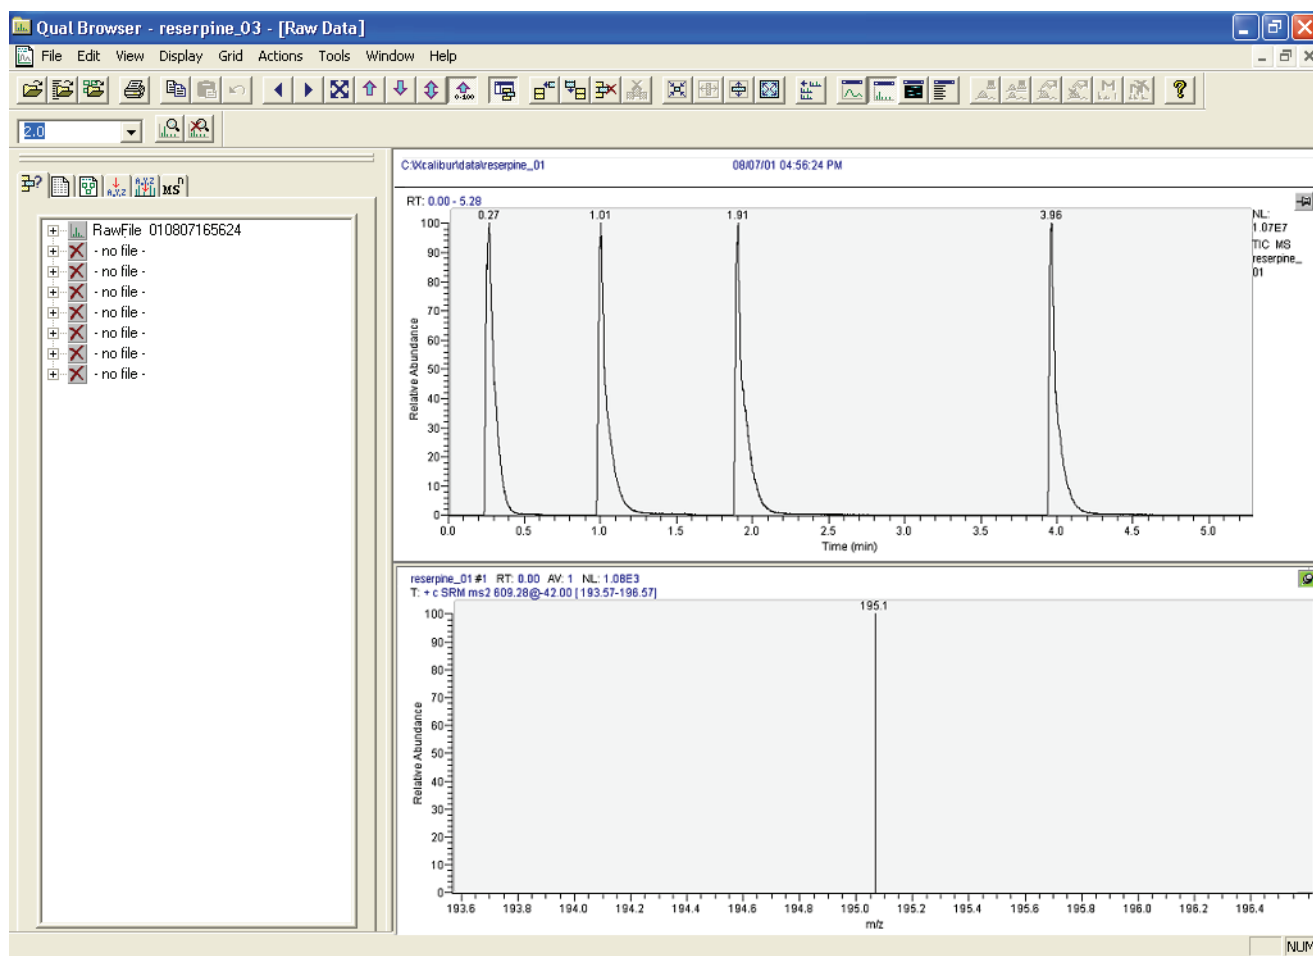 Qual Browser - reserpine_03 - [Raw Data]
File Edit View Display Grid Actions Tools Window Help
0-100
2.0
A,Y,Z A,Y,Z MSⁿ
RawFile 010807165624
- no file -
- no file -
- no file -
- no file -
- no file -
- no file -
- no file -
C:\Xcalibur\data\reserpine_01 08/07/01 04:56:24 PM
RT: 0.00 - 5.28
0.27 1.01 1.91 3.96
NL:
1.07E7
TIC MS
reserpine_
01
100
90
80
70
60
50
40
30
20
10
0
Relative Abundance
0.0 0.5 1.0 1.5 2.0 2.5 3.0 3.5 4.0 4.5 5.0
Time (min)
reserpine_01 #1 RT: 0.00 AV: 1 NL: 1.08E3
T: + c SRM ms2 609.28@-42.00 [ 193.57-196.57]
195.1
100
90
80
70
60
50
40
30
20
10
0
Relative Abundance
193.6 193.8 194.0 194.2 194.4 194.6 194.8 195.0 195.2 195.4 195.6 195.8 196.0 196.2 196.4
m/z
NUM